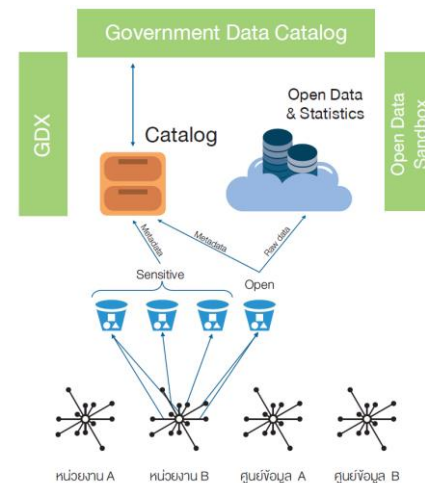 Government Data Catalog
GDX
Catalog
Open Data
& Statistics
Open Data
Sandbox
Metadata
Metadata
Raw data
Sensitive
Open
หน่วยงาน A
หน่วยงาน B
ศูนย์ข้อมูล A
ศูนย์ข้อมูล B